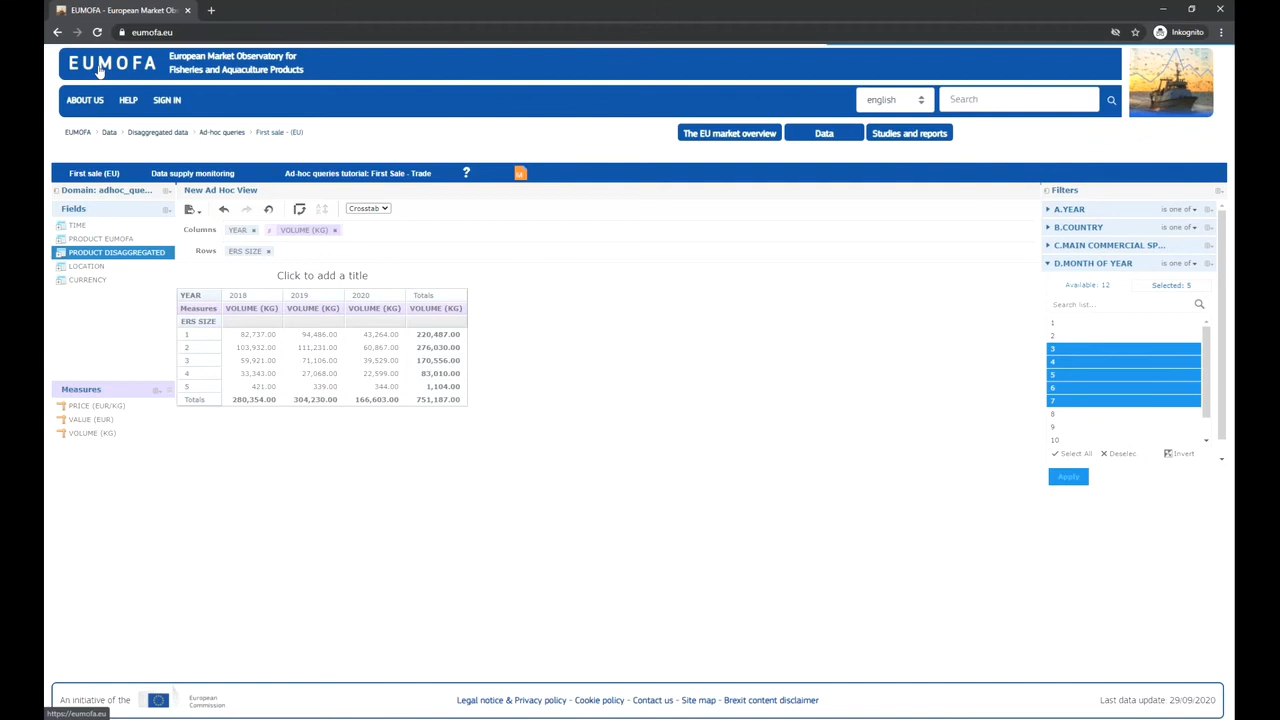 EUMOFA - European Market Obs
eumofa.eu
Inkognito
EUMOFA
European Market Observatory for
Fisheries and Aquaculture Products
ABOUT US HELP SIGN IN
english
Search
EUMOFA > Data > Disaggregated data > Ad-hoc queries > First sale - (EU)
The EU market overview
Data
Studies and reports
First sale (EU)
Data supply monitoring
Ad-hoc queries tutorial: First Sale - Trade
?
M
Domain: adhoc_que...
Fields
TIME
PRODUCT EUMOFA
PRODUCT DISAGGREGATED
LOCATION
CURRENCY
Measures
PRICE (EUR/KG)
VALUE (EUR)
VOLUME (KG)
New Ad Hoc View
Crosstab
Columns YEAR × VOLUME (KG) ×
Rows ERS SIZE ×
Click to add a title
YEAR 2018 2019 2020 Totals
Measures VOLUME (KG) VOLUME (KG) VOLUME (KG) VOLUME (KG)
ERS SIZE
1 82,737.00 94,486.00 43,264.00 220,487.00
2 103,932.00 111,231.00 60,867.00 276,030.00
3 59,921.00 71,106.00 39,529.00 170,556.00
4 33,343.00 27,068.00 22,599.00 83,010.00
5 421.00 339.00 344.00 1,104.00
Totals 280,354.00 304,230.00 166,603.00 751,187.00
Filters
A.YEAR is one of
B.COUNTRY is one of
C.MAIN COMMERCIAL SP... is one of
D.MONTH OF YEAR is one of
Available: 12 Selected: 5
Search list...
1
2
3
4
5
6
7
8
9
10
Select All Deselec Invert
Apply
An initiative of the
European
Commission
Legal notice & Privacy policy - Cookie policy - Contact us - Site map - Brexit content disclaimer
Last data update: 29/09/2020
https://eumofa.eu